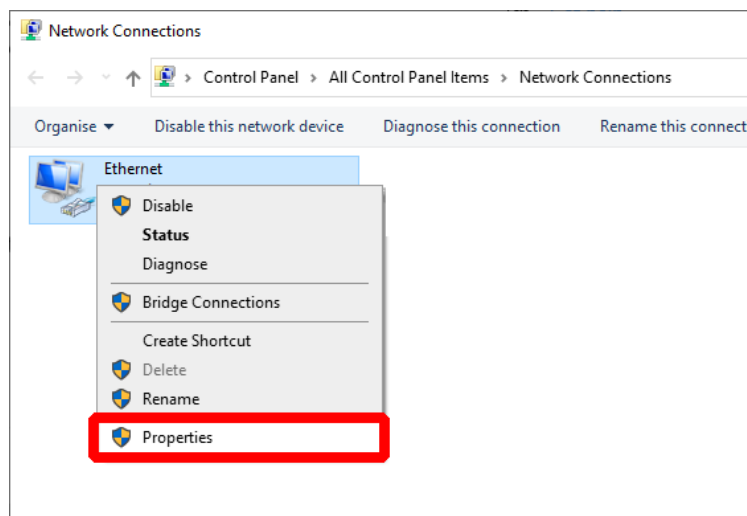 Network Connections
Control Panel > All Control Panel Items > Network Connections
Organise Disable this network device Diagnose this connection Rename this connect
Ethernet
Disable
Status
Diagnose
Bridge Connections
Create Shortcut
Delete
Rename
Properties